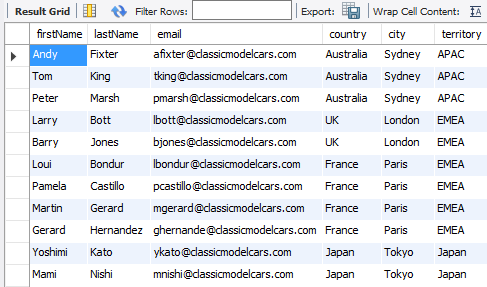 Result Grid Filter Rows: Export: Wrap Cell Content: IA
firstName lastName email country city territory
Andy Fixter afixter@classicmodelcars.com Australia Sydney APAC
Tom King tking@classicmodelcars.com Australia Sydney APAC
Peter Marsh pmarsh@classicmodelcars.com Australia Sydney APAC
Larry Bott lbott@classicmodelcars.com UK London EMEA
Barry Jones bjones@classicmodelcars.com UK London EMEA
Loui Bondur lbondur@classicmodelcars.com France Paris EMEA
Pamela Castillo pcastillo@classicmodelcars.com France Paris EMEA
Martin Gerard mgerard@classicmodelcars.com France Paris EMEA
Gerard Hernandez ghernande@classicmodelcars.com France Paris EMEA
Yoshimi Kato ykato@classicmodelcars.com Japan Tokyo Japan
Mami Nishi mnishi@classicmodelcars.com Japan Tokyo Japan